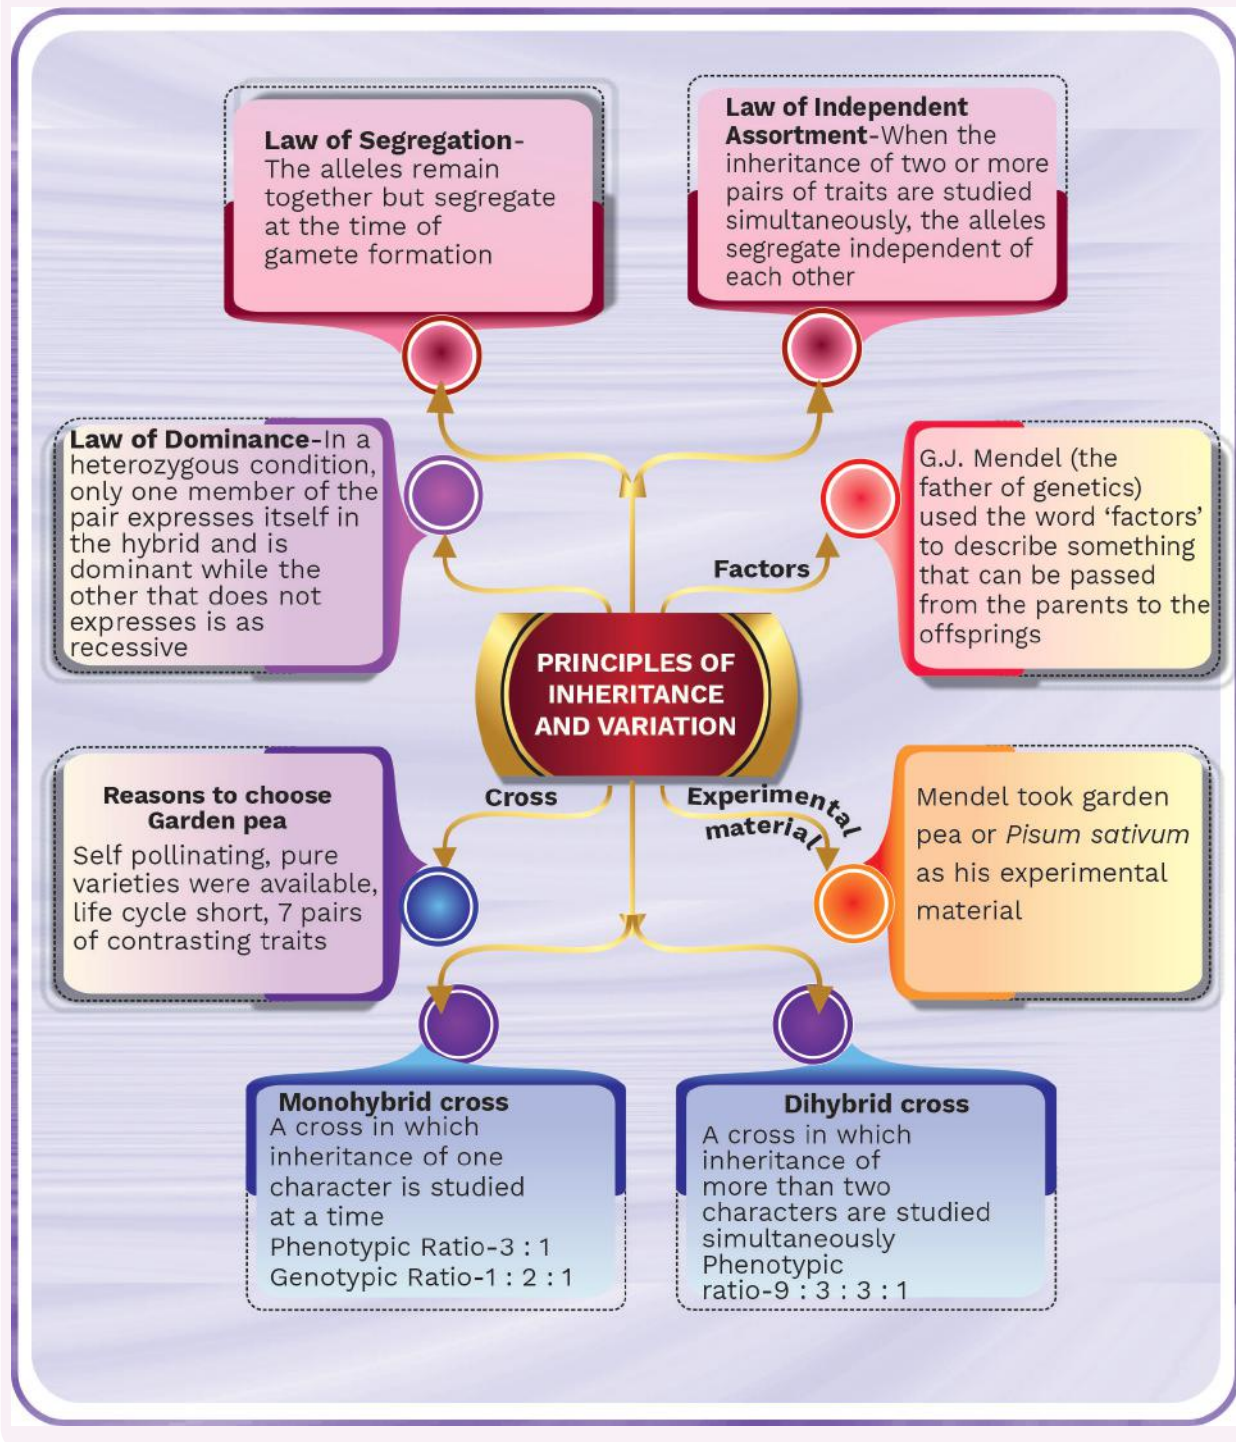 Law of Segregation-
The alleles remain
together but segregate
at the time of
gamete formation
Law of Independent
Assortment-When the
inheritance of two or more
pairs of traits are studied
simultaneously, the alleles
segregate independent of
each other
Law of Dominance-In a
heterozygous condition,
only one member of the
pair expresses itself in
the hybrid and is
dominant while the
other that does not
expresses is as
recessive
Factors
G.J. Mendel (the
father of genetics)
used the word ‘factors’
to describe something
that can be passed
from the parents to the
offsprings
PRINCIPLES OF
INHERITANCE
AND VARIATION
Cross
Reasons to choose
Garden pea
Self pollinating, pure
varieties were available,
life cycle short, 7 pairs
of contrasting traits
Experimental
material
Mendel took garden
pea or Pisum sativum
as his experimental
material
Monohybrid cross
A cross in which
inheritance of one
character is studied
at a time
Phenotypic Ratio-3 : 1
Genotypic Ratio-1 : 2 : 1
Dihybrid cross
A cross in which
inheritance of
more than two
characters are studied
simultaneously
Phenotypic
ratio-9 : 3 : 3 : 1